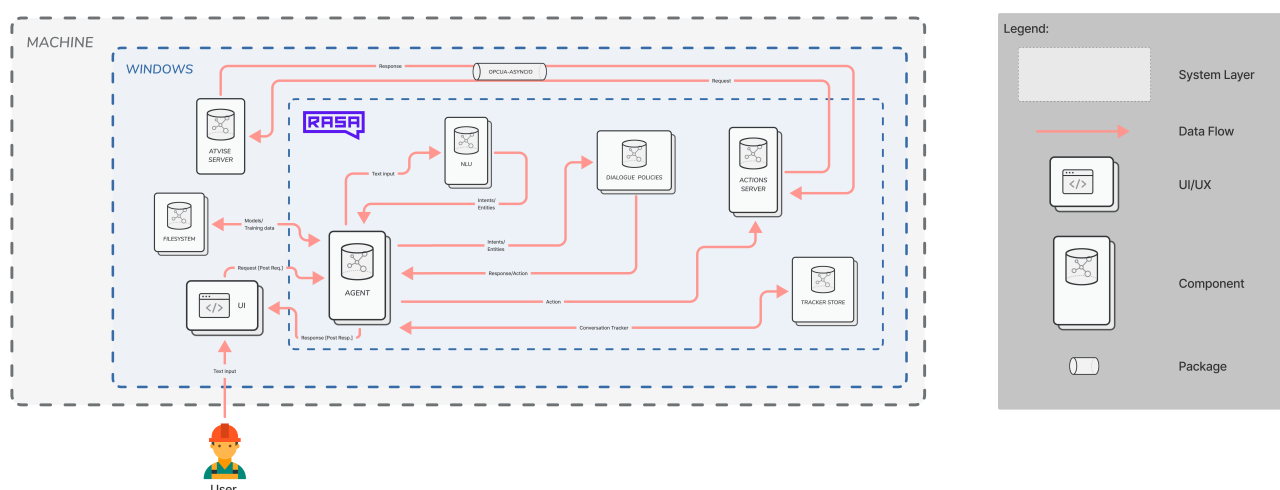 MACHINE
WINDOWS
Response
OPCUA-ASYNCIO
Request
RASA
ATVISE
SERVER
NLU
DIALOGUE POLICIES
ACTIONS
SERVER
Text input
Intents/
Entities
FILESYSTEM
Models/
Training data
Intents/
Entities
Request [Post Req.]
AGENT
Response/Action
UI
Action
TRACKER STORE
Response [Post Resp.]
Conversation Tracker
Text input
User
Legend:
System Layer
Data Flow
UI/UX
Component
Package